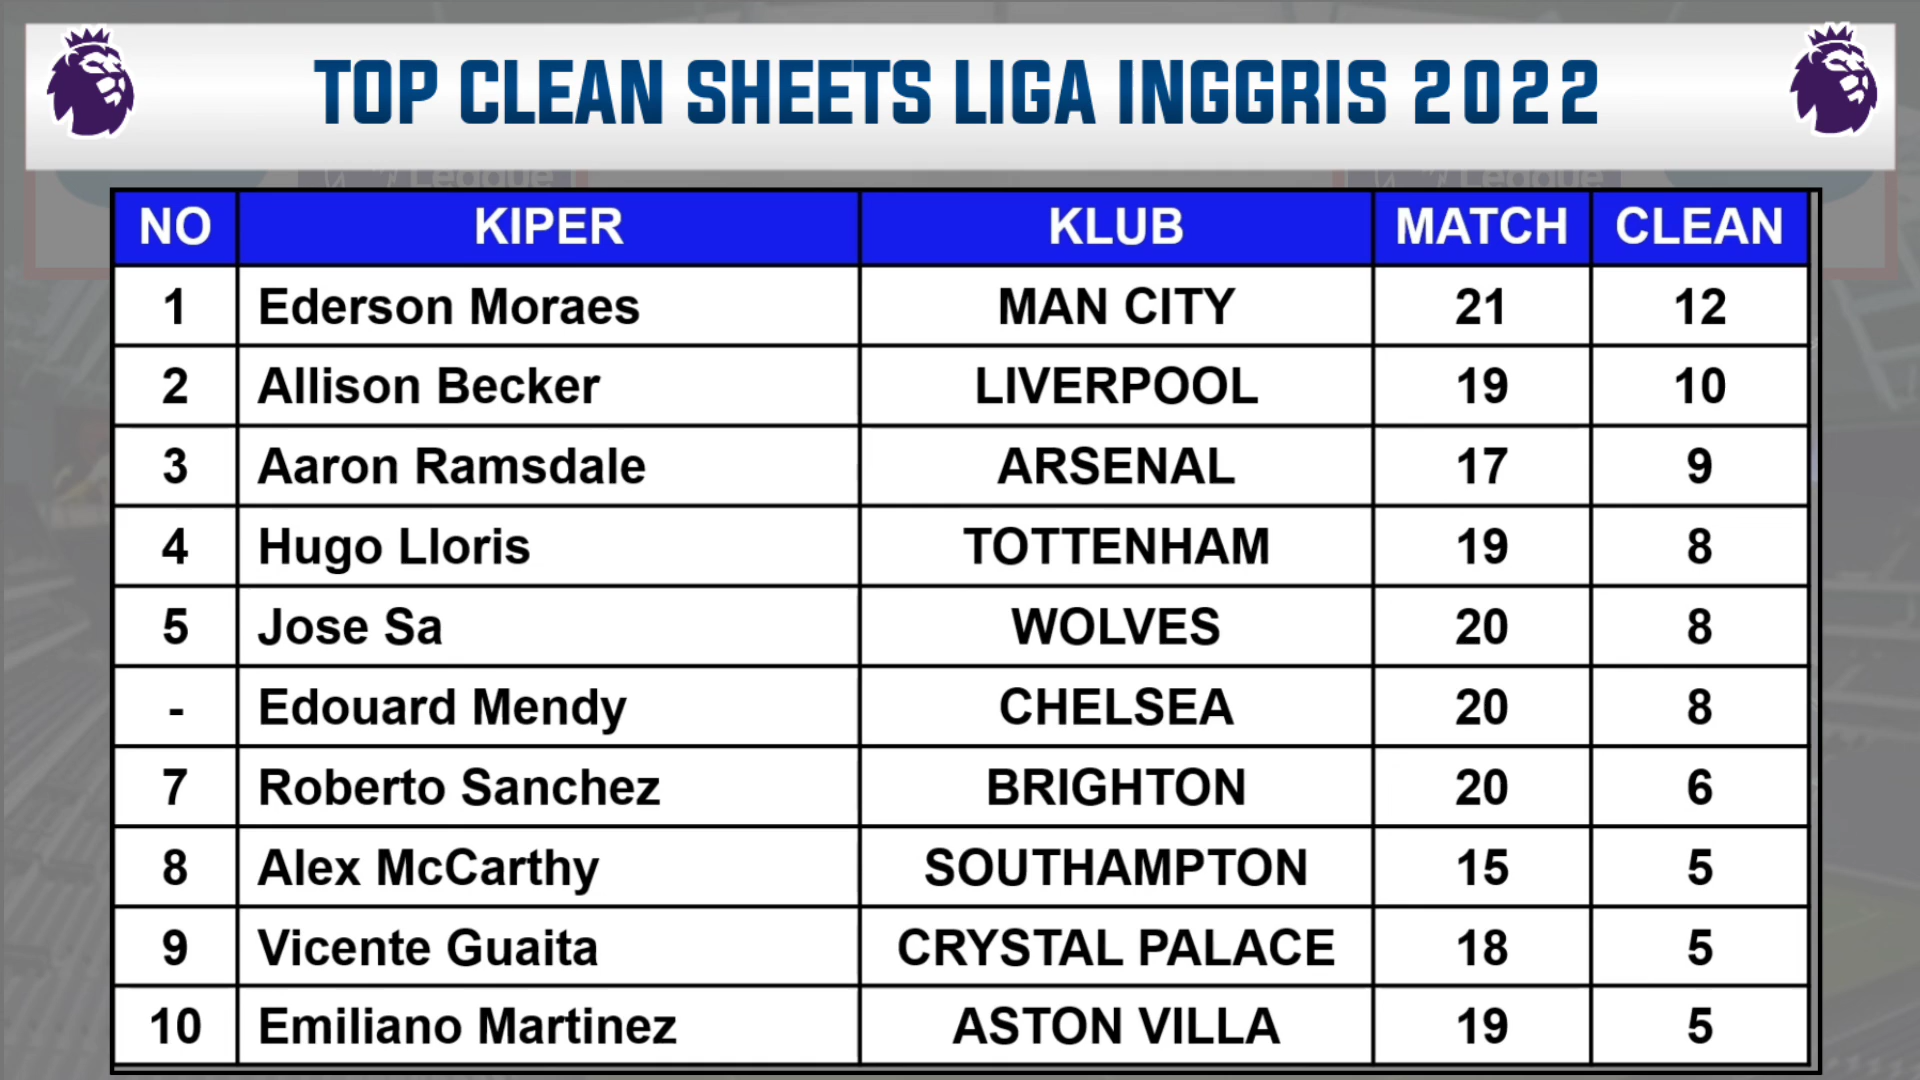 TOP CLEAN SHEETS LIGA INGGRIS 2022
League League
NO KIPER KLUB MATCH CLEAN
1 Ederson Moraes MAN CITY 21 12
2 Allison Becker LIVERPOOL 19 10
3 Aaron Ramsdale ARSENAL 17 9
4 Hugo Lloris TOTTENHAM 19 8
5 Jose Sa WOLVES 20 8
- Edouard Mendy CHELSEA 20 8
7 Roberto Sanchez BRIGHTON 20 6
8 Alex McCarthy SOUTHAMPTON 15 5
9 Vicente Guaita CRYSTAL PALACE 18 5
10 Emiliano Martinez ASTON VILLA 19 5